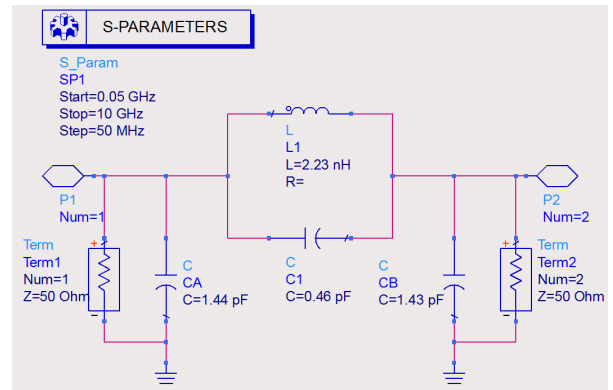 S-PARAMETERS
S_Param
SP1
Start=0.05 GHz
Stop=10 GHz
Step=50 MHz
L
L1
L=2.23 nH
R=
P1
Num=1
P2
Num=2
Term
Term1
Num=1
Z=50 Ohm
C
CA
C=1.44 pF
C
C1
C=0.46 pF
C
CB
C=1.43 pF
Term
Term2
Num=2
Z=50 Ohm